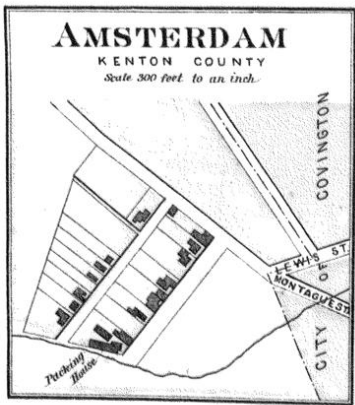 AMSTERDAM
KENTON COUNTY
Scale 300 feet to an inch
CITY OF COVINGTON
LEWIS ST.
MONTAGUE ST.
Packing House